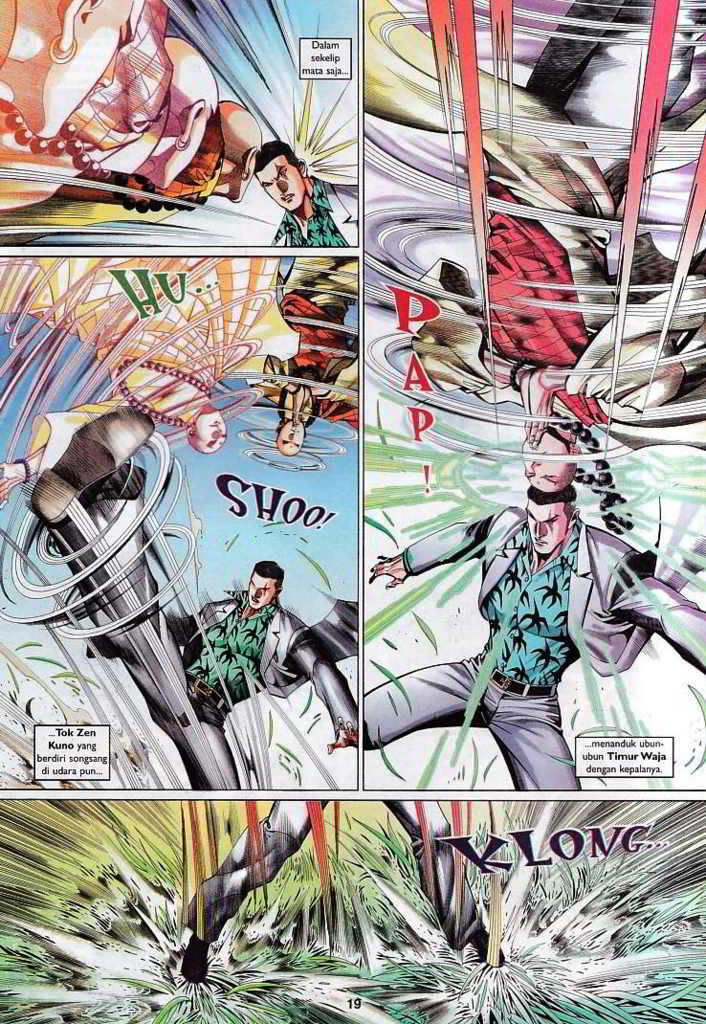 Dalam
sekelip
mata saja...
HU...
SHOO!
...Tok Zen
Kuno yang
berdiri songsang
di udara pun...
PAP
PAP!
...menanduk ubun-
ubun Timur Waja
dengan kepalanya.
KLONG...
19